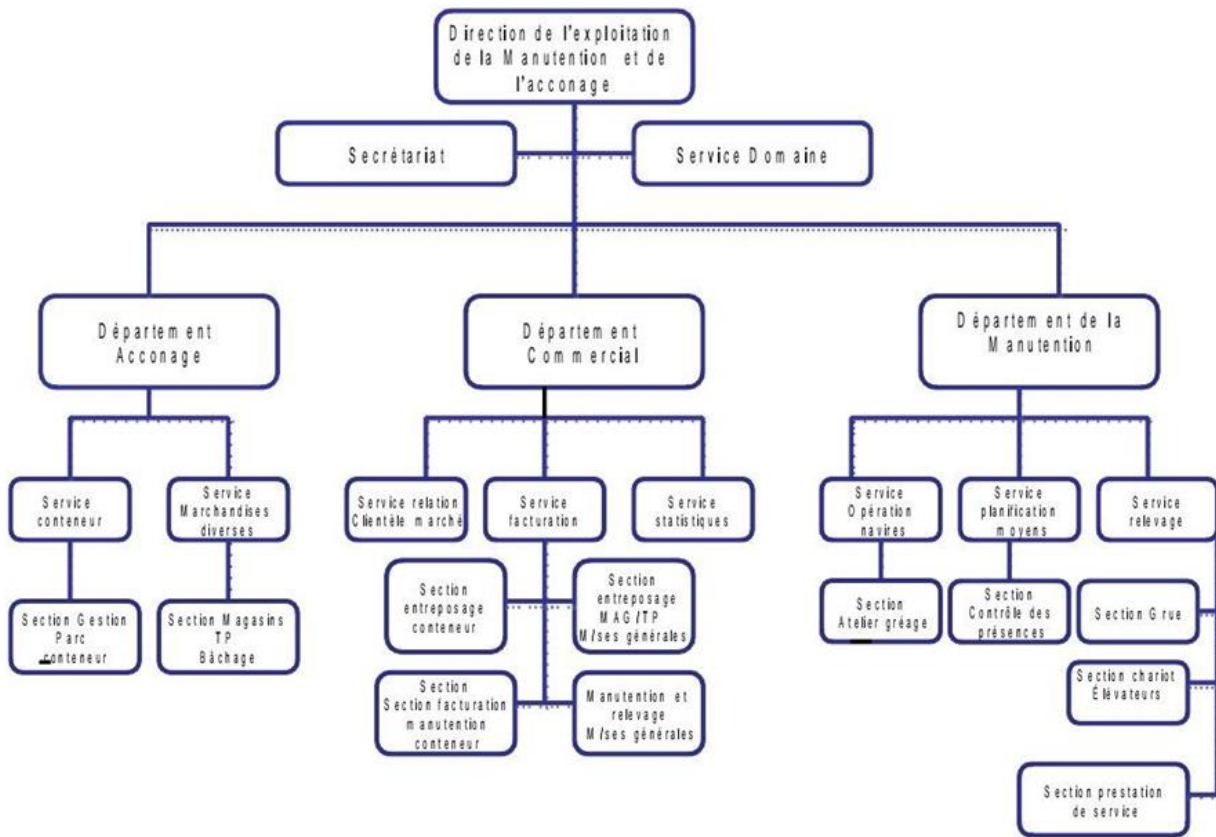 Direction de l'exploitation
de la Manutention et de
l'acconage
Secrétariat
Service Domaine
Département
Acconage
Département
Commercial
Département de la
Manutention
Service
conteneur
Service
Marchandises
diverses
Service relation
Clientèle marché
Service
facturation
Service
statistiques
Service
Opération
navires
Service
planification
moyens
Service
relevage
Section Gestion
Parc
conteneur
Section Magasins
TP
Bâchage
Section
entreposage
conteneur
Section
entreposage
MAG/TP
M/ses générales
Section
Atelier gréage
Section
Contrôle des
présences
Section Grue
Section
Section facturation
manutention
conteneur
Manutention et
relevage
M/ses générales
Section chariot
Élévateurs
Section prestation
de service